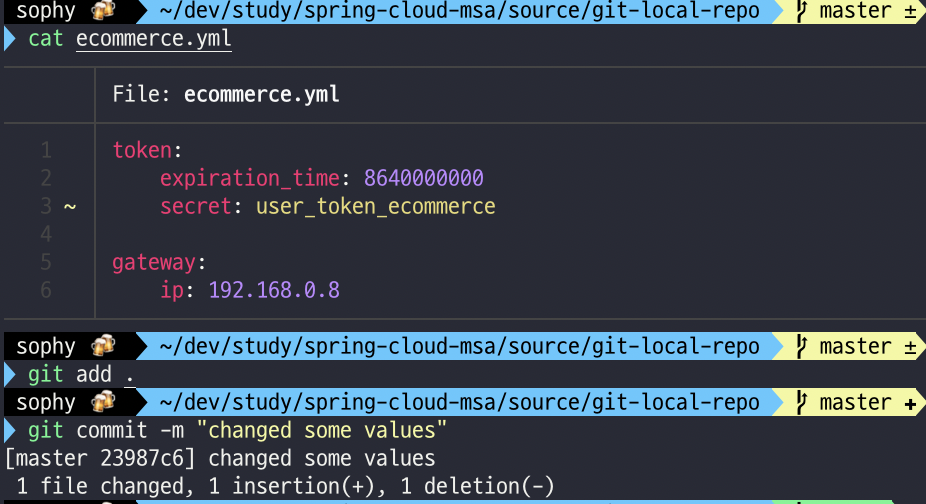 sophy 🍻 ~/dev/study/spring-cloud-msa/source/git-local-repo master ±
cat ecommerce.yml
File: ecommerce.yml
1 token:
2 expiration_time: 8640000000
3 ~ secret: user_token_ecommerce
4
5 gateway:
6 ip: 192.168.0.8
sophy 🍻 ~/dev/study/spring-cloud-msa/source/git-local-repo master ±
git add .
sophy 🍻 ~/dev/study/spring-cloud-msa/source/git-local-repo master +
git commit -m "changed some values"
[master 23987c6] changed some values
1 file changed, 1 insertion(+), 1 deletion(-)